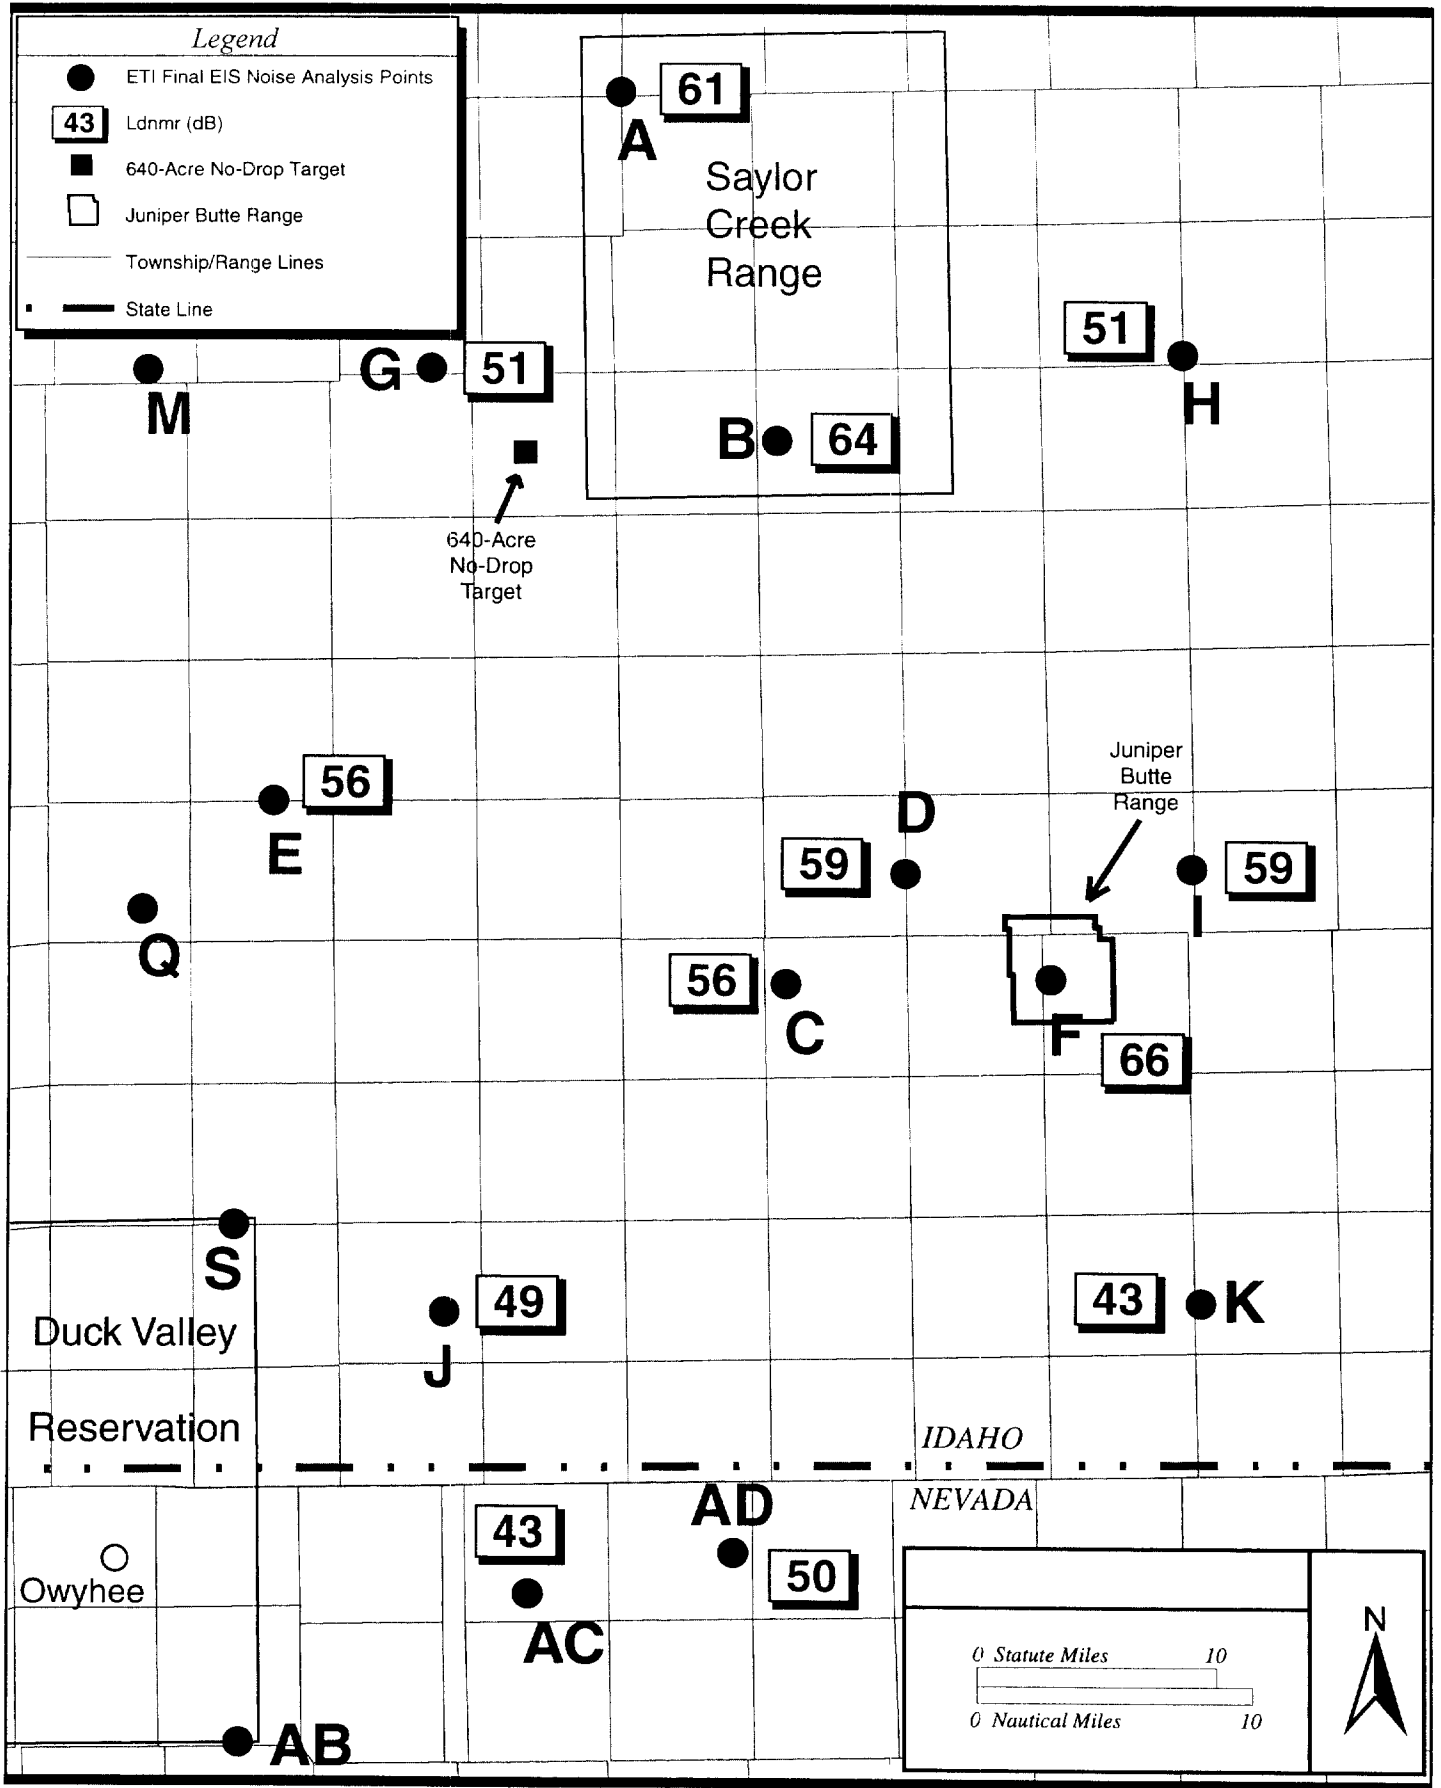 Legend
ETI Final EIS Noise Analysis Points
43 Ldnmr (dB)
640-Acre No-Drop Target
Juniper Butte Range
Township/Range Lines
State Line
61
A
Saylor
Creek
Range
51
H
M
G 51
B 64
640-Acre
No-Drop
Target
56
E
Juniper
Butte
Range
D
59
59
I
Q
56
C
F
66
S
Duck Valley
Reservation
49
J
43 K
IDAHO
NEVADA
AD
43
50
AC
Owyhee
AB
0 Statute Miles 10
0 Nautical Miles 10
N